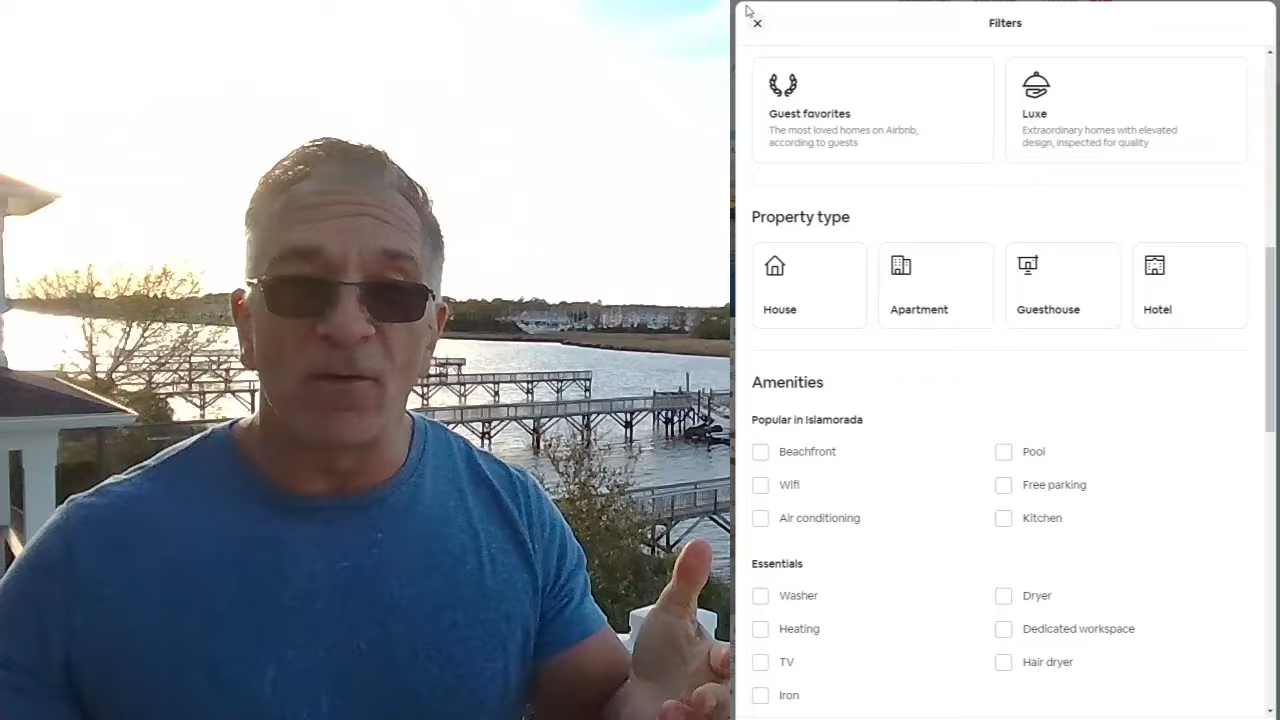 Filters
Guest favorites
The most loved homes on Airbnb,
according to guests
Luxe
Extraordinary homes with elevated
design, inspected for quality
Property type
House
Apartment
Guesthouse
Hotel
Amenities
Popular in Islamorada
Beachfront
Pool
Wifi
Free parking
Air conditioning
Kitchen
Essentials
Washer
Dryer
Heating
Dedicated workspace
TV
Hair dryer
Iron